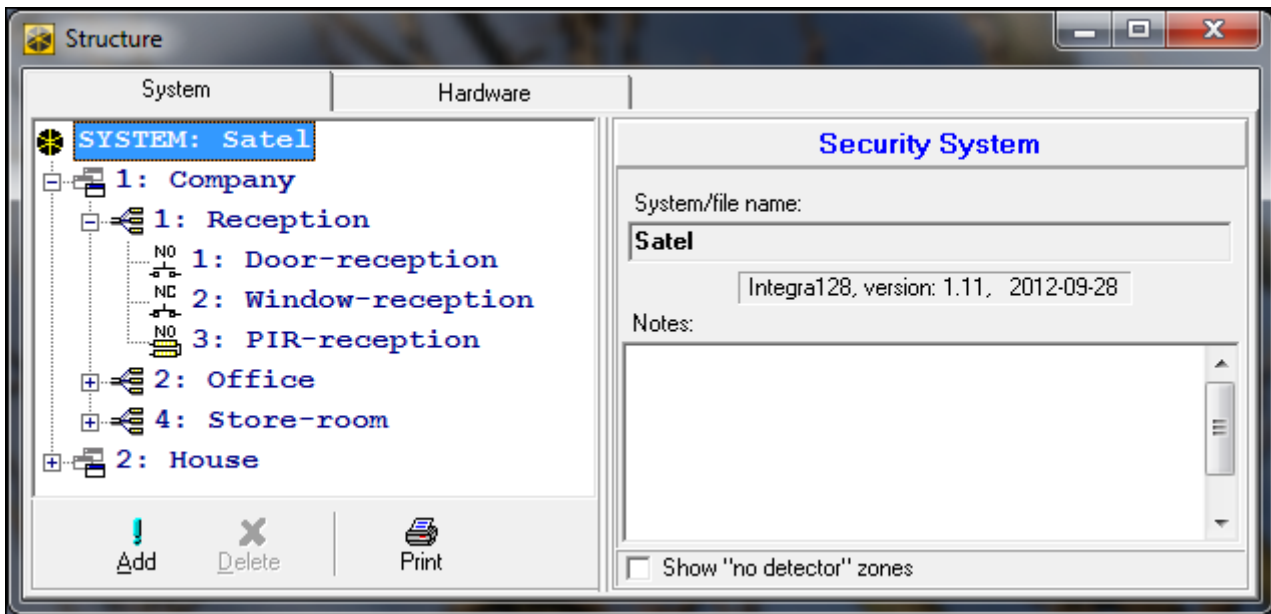 Structure
System
Hardware
SYSTEM: Satel
1: Company
1: Reception
NO
1: Door-reception
NC
2: Window-reception
NO
3: PIR-reception
2: Office
4: Store-room
2: House
Add
Delete
Print
Security System
System/file name:
Satel
Integra128, version: 1.11,   2012-09-28
Notes:
Show "no detector" zones